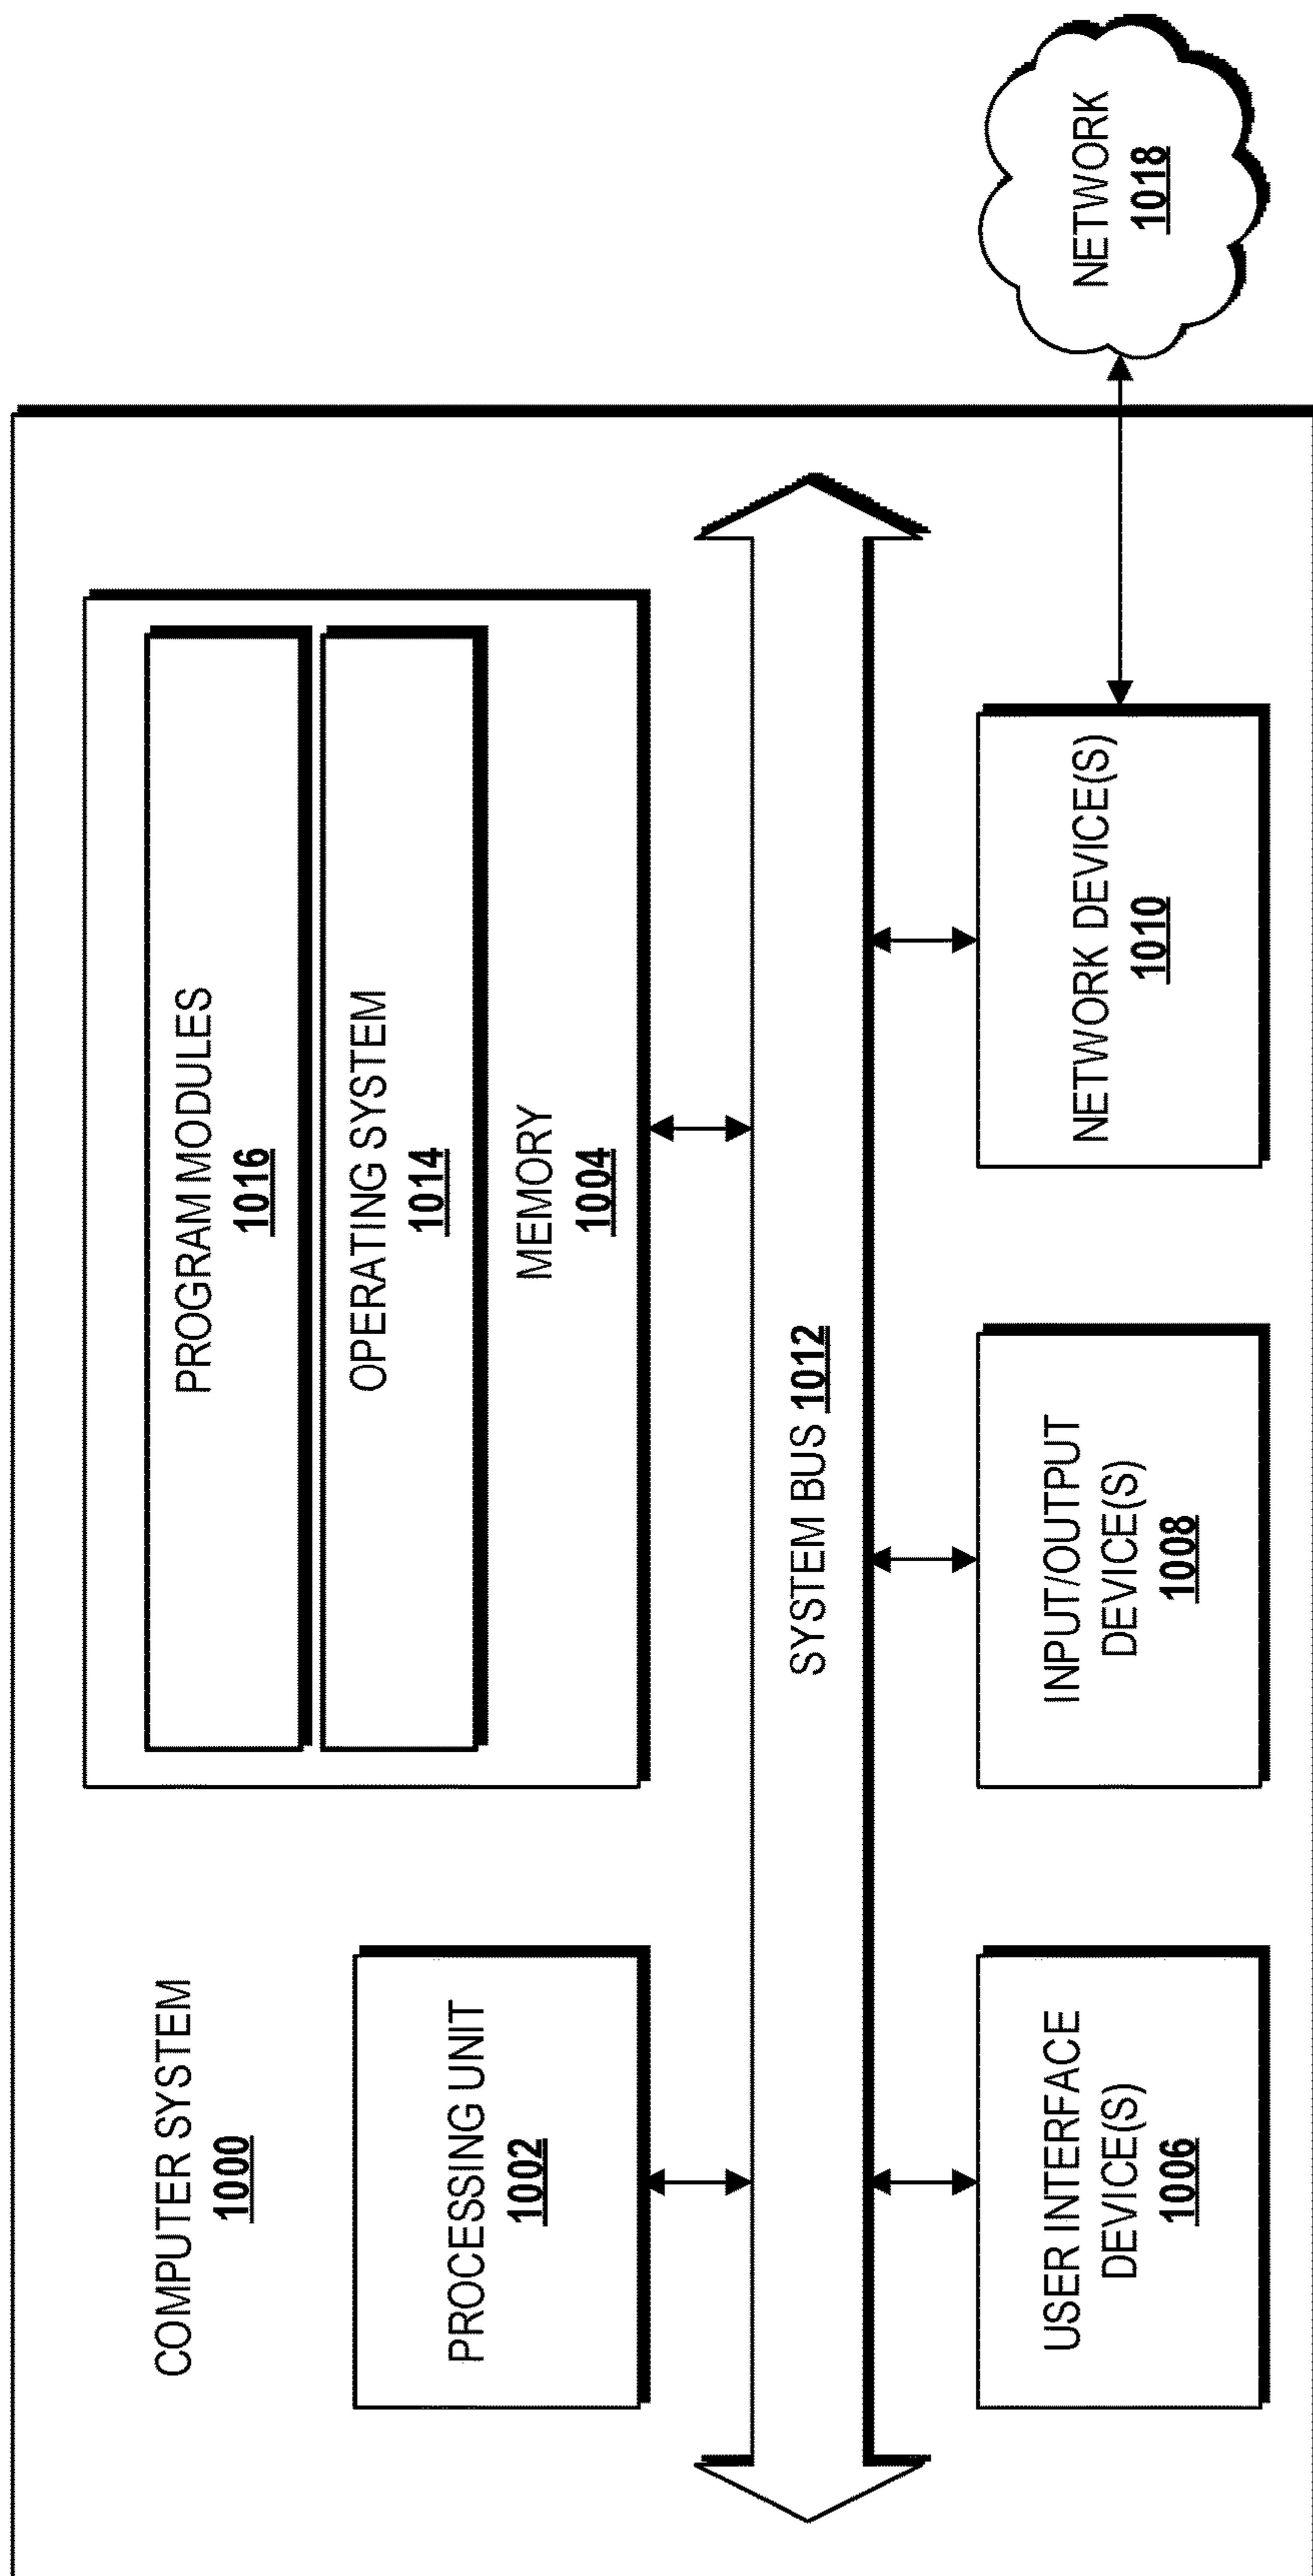 COMPUTER SYSTEM
1000
PROCESSING UNIT
1002
PROGRAM MODULES
1016
OPERATING SYSTEM
1014
MEMORY
1004
SYSTEM BUS 1012
USER INTERFACE
DEVICE(S)
1006
INPUT/OUTPUT
DEVICE(S)
1008
NETWORK DEVICE(S)
1010
NETWORK
1018